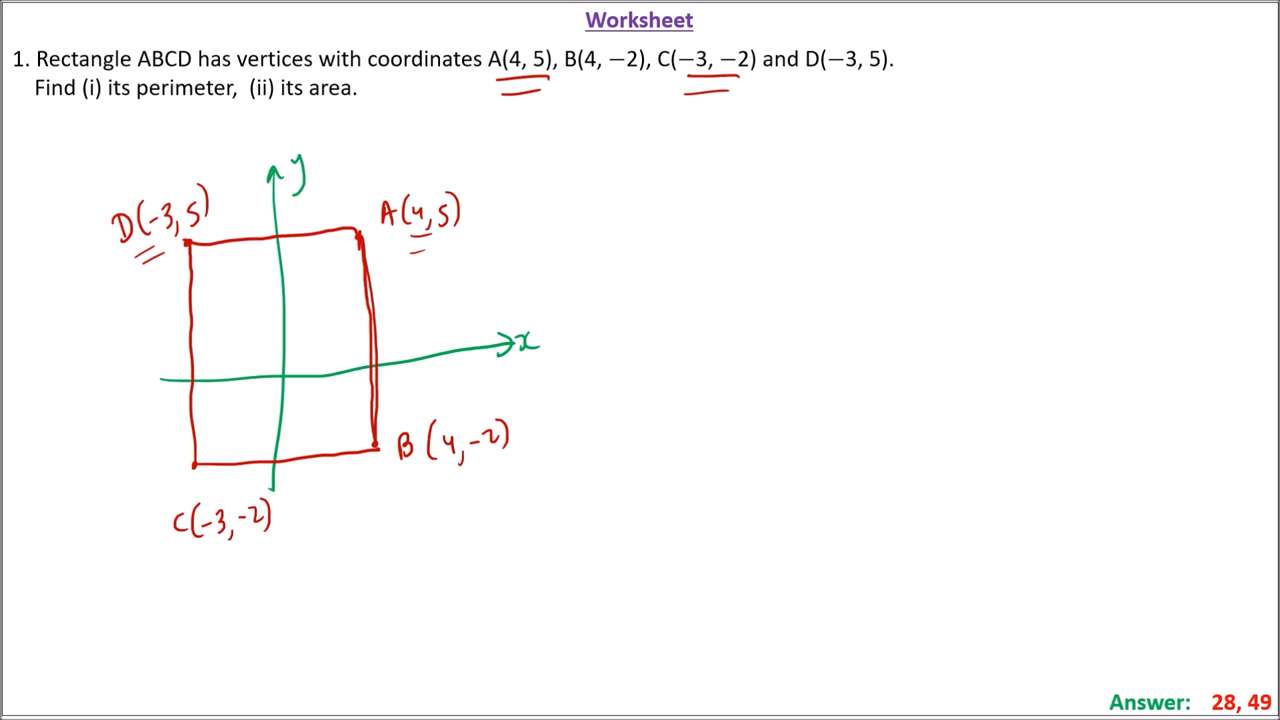 Worksheet
1. Rectangle ABCD has vertices with coordinates A(4, 5), B(4, −2), C(−3, −2) and D(−3, 5).
Find (i) its perimeter, (ii) its area.
y
D(-3,5)
A(4,5)
x
B (4,-2)
C(-3,-2)
Answer: 28, 49